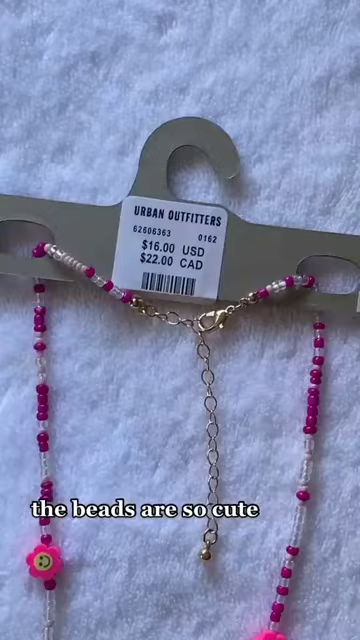 URBAN OUTFITTERS
62606363 0162
$16.00 USD
$22.00 CAD
the beads are so cute